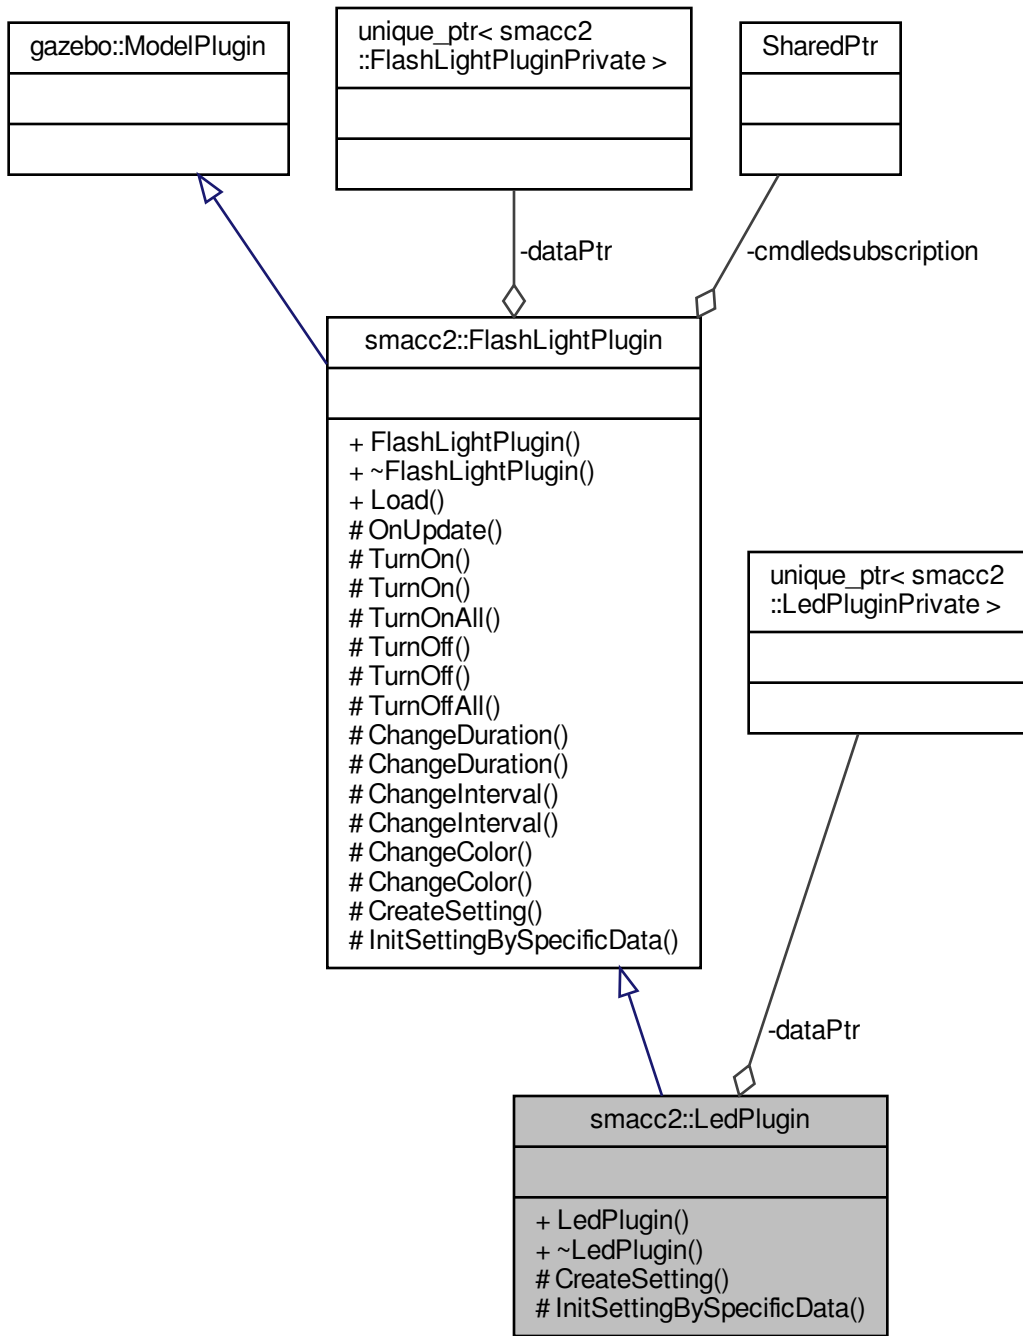 gazebo::ModelPlugin
unique_ptr< smacc2
::FlashLightPluginPrivate >
SharedPtr
-dataPtr
-cmdledsubscription
smacc2::FlashLightPlugin
+ FlashLightPlugin()
+ ~FlashLightPlugin()
+ Load()
# OnUpdate()
# TurnOn()
# TurnOn()
# TurnOnAll()
# TurnOff()
# TurnOff()
# TurnOffAll()
# ChangeDuration()
# ChangeDuration()
# ChangeInterval()
# ChangeInterval()
# ChangeColor()
# ChangeColor()
# CreateSetting()
# InitSettingBySpecificData()
unique_ptr< smacc2
::LedPluginPrivate >
-dataPtr
smacc2::LedPlugin
+ LedPlugin()
+ ~LedPlugin()
# CreateSetting()
# InitSettingBySpecificData()